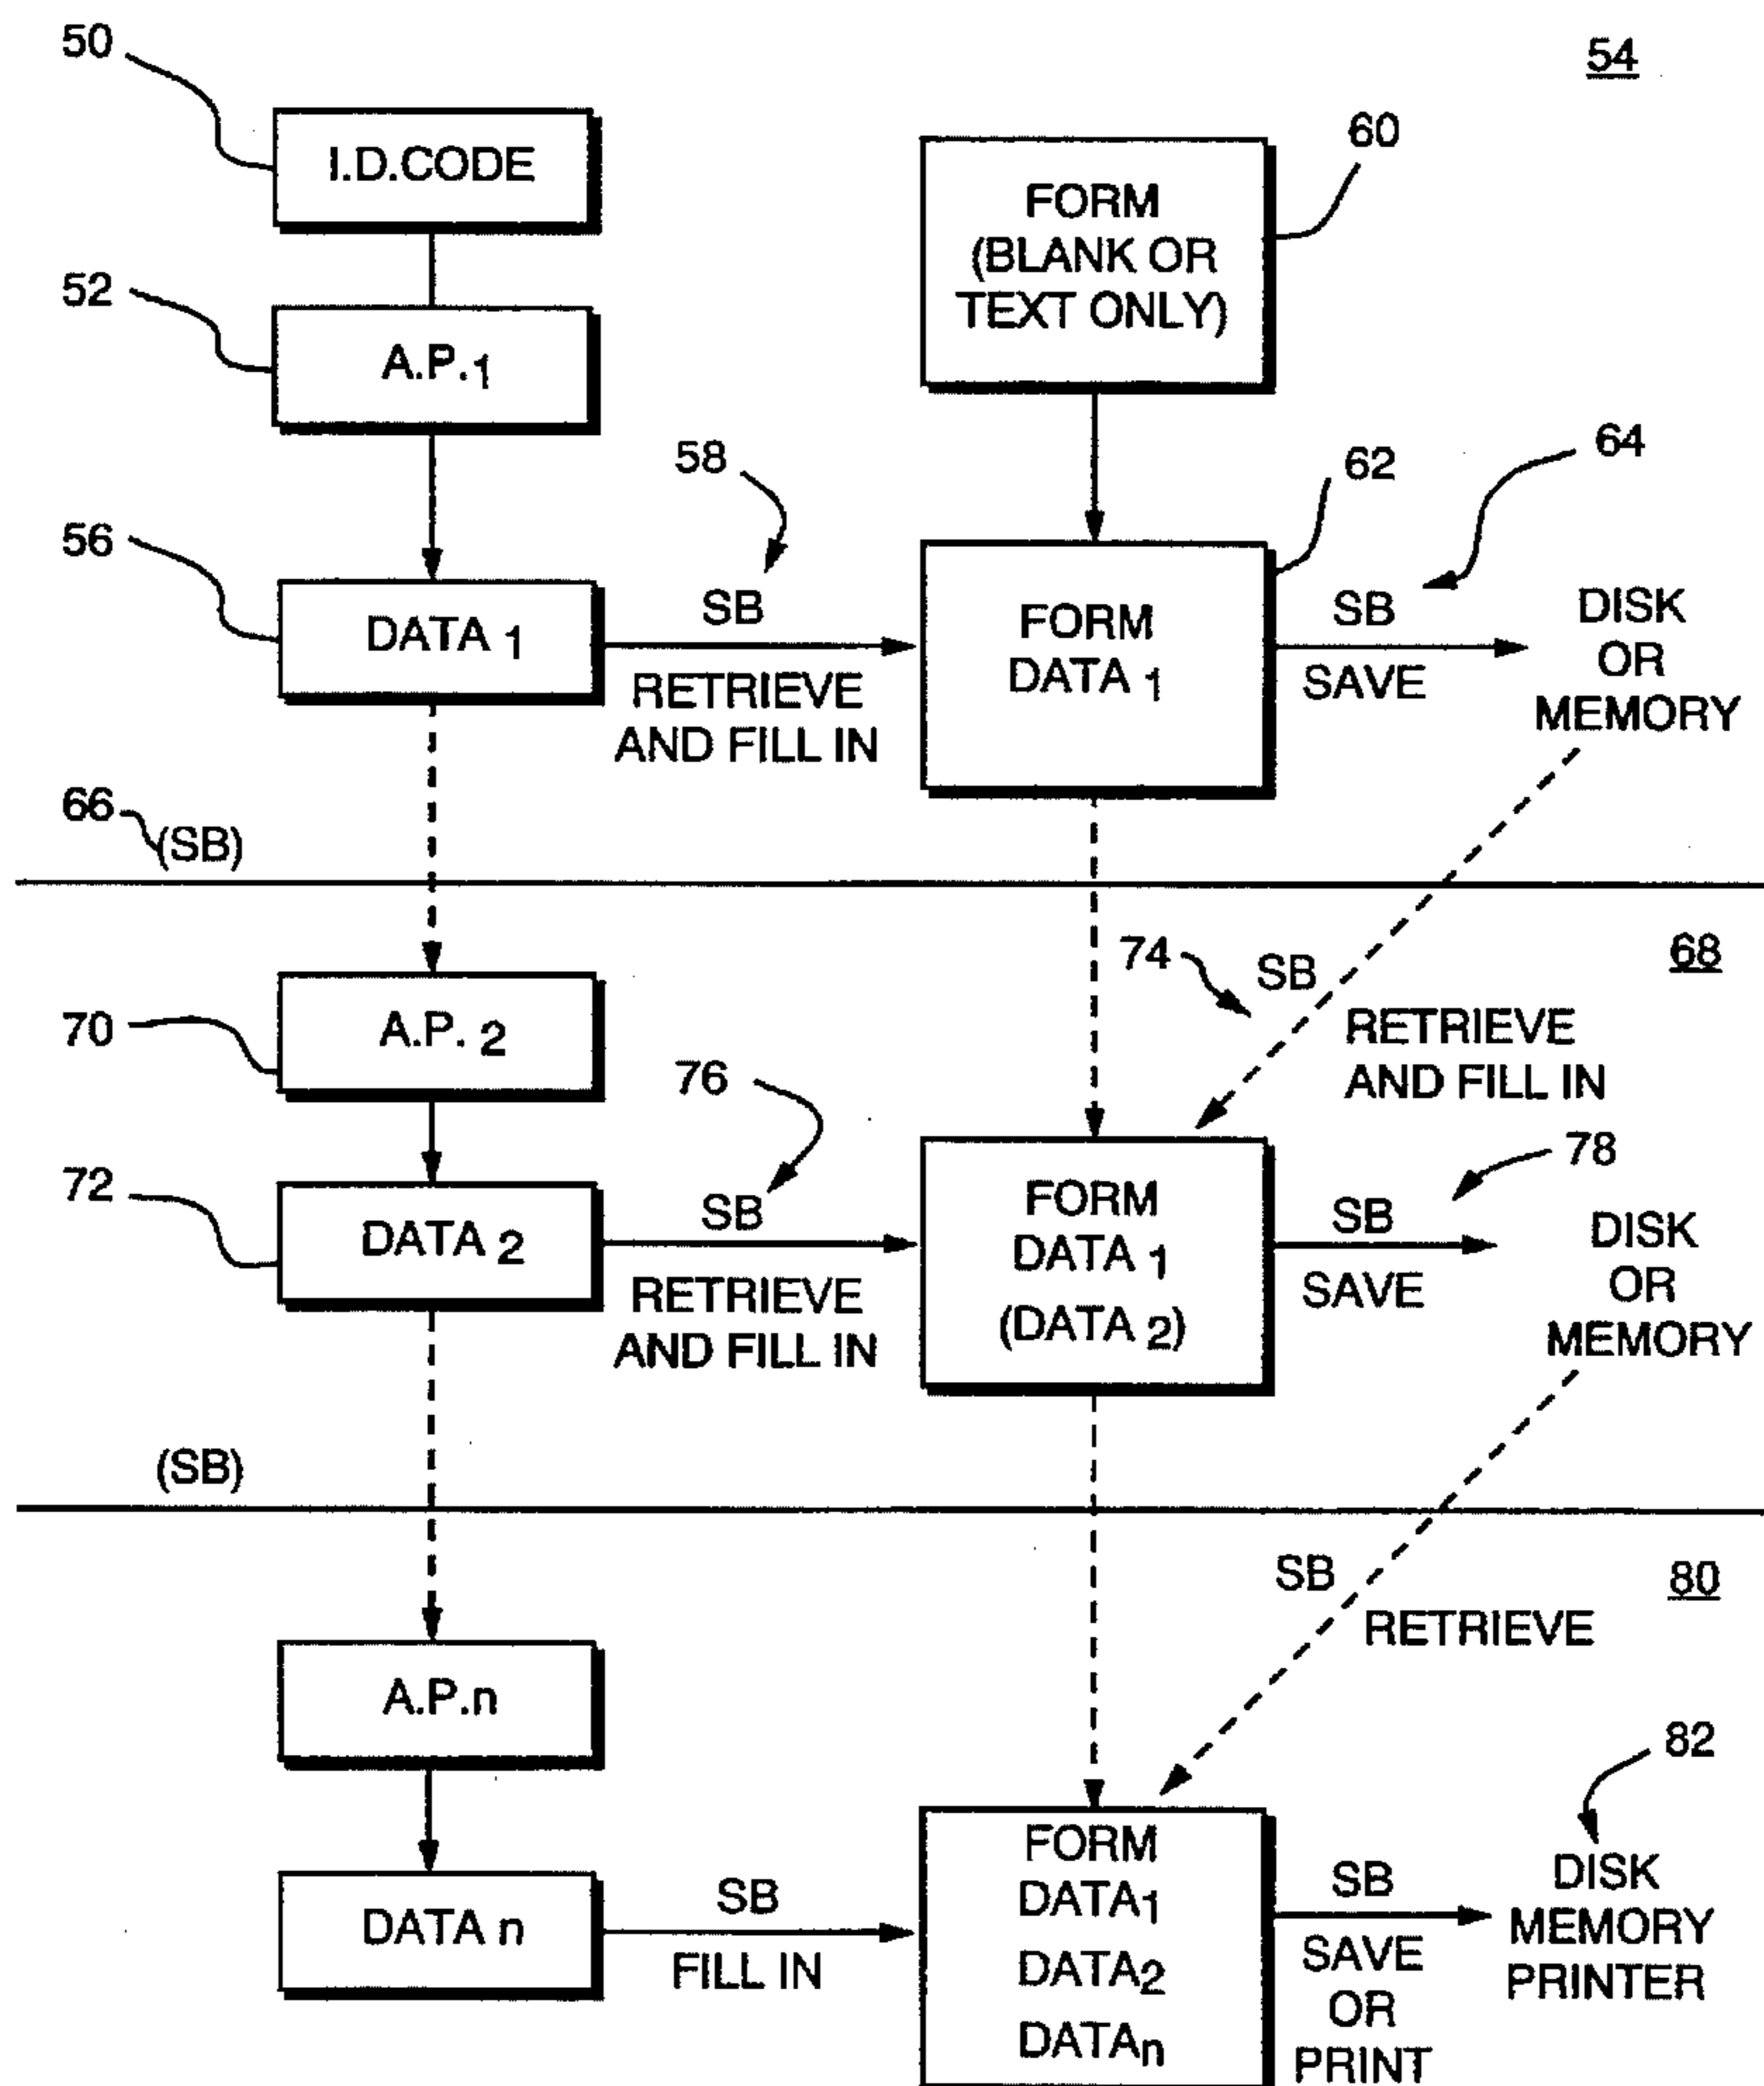 50
54
I.D.CODE
60
FORM
(BLANK OR
TEXT ONLY)
52
A.P.1
58
62
64
56
DATA 1
SB
RETRIEVE
AND FILL IN
FORM
DATA 1
SB
SAVE
DISK
OR
MEMORY
66
(SB)
68
74
SB
RETRIEVE
AND FILL IN
70
A.P. 2
76
78
72
DATA 2
SB
RETRIEVE
AND FILL IN
FORM
DATA 1
(DATA 2)
SB
SAVE
DISK
OR
MEMORY
(SB)
80
SB
RETRIEVE
A.P.n
82
DATA n
SB
FILL IN
FORM
DATA1
DATA2
DATAn
SB
SAVE
OR
PRINT
DISK
MEMORY
PRINTER